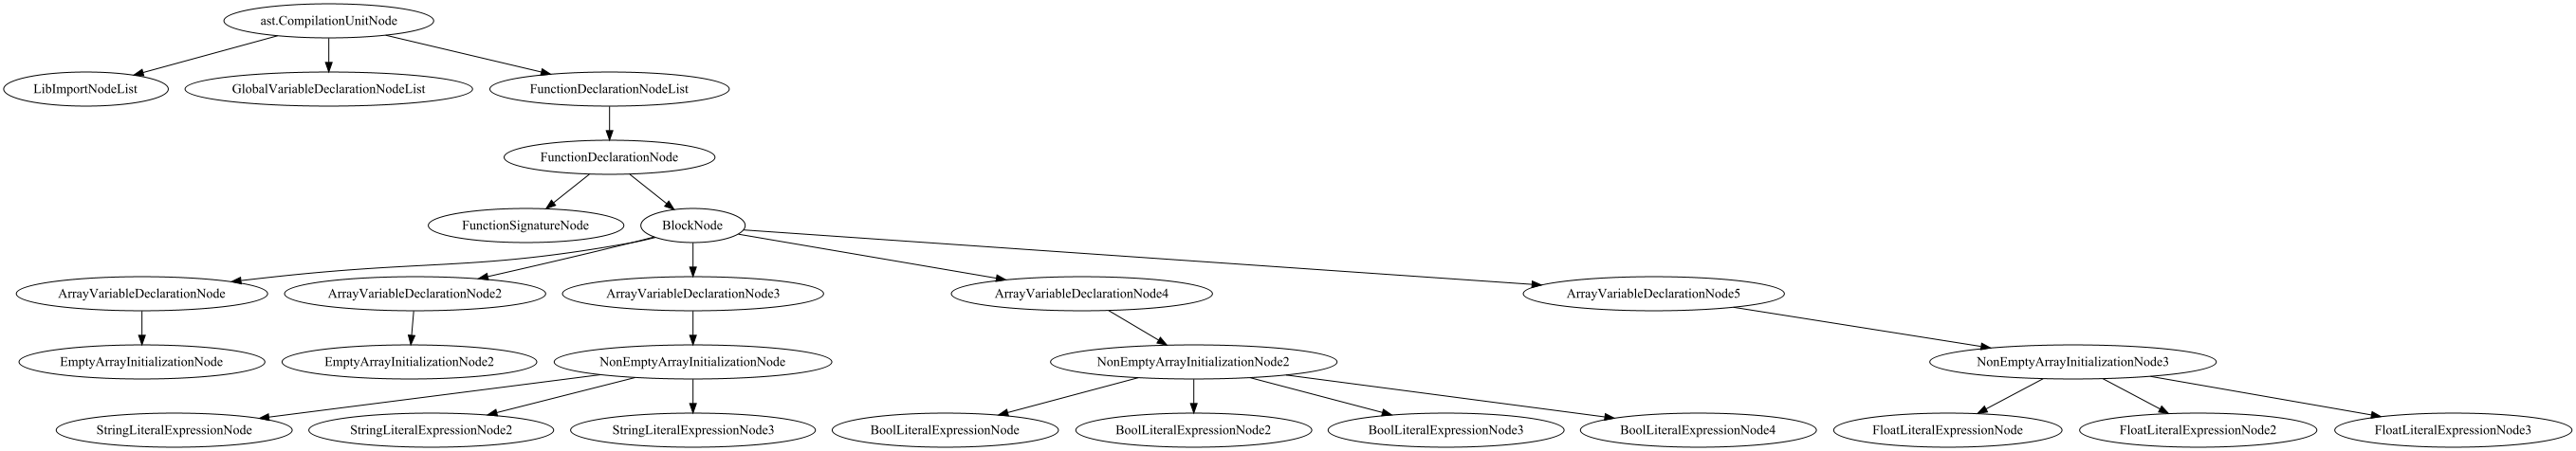 ast.CompilationUnitNode
LibImportNodeList
GlobalVariableDeclarationNodeList
FunctionDeclarationNodeList
FunctionDeclarationNode
FunctionSignatureNode
BlockNode
ArrayVariableDeclarationNode
ArrayVariableDeclarationNode2
ArrayVariableDeclarationNode3
ArrayVariableDeclarationNode4
ArrayVariableDeclarationNode5
EmptyArrayInitializationNode
EmptyArrayInitializationNode2
NonEmptyArrayInitializationNode
NonEmptyArrayInitializationNode2
NonEmptyArrayInitializationNode3
StringLiteralExpressionNode
StringLiteralExpressionNode2
StringLiteralExpressionNode3
BoolLiteralExpressionNode
BoolLiteralExpressionNode2
BoolLiteralExpressionNode3
BoolLiteralExpressionNode4
FloatLiteralExpressionNode
FloatLiteralExpressionNode2
FloatLiteralExpressionNode3